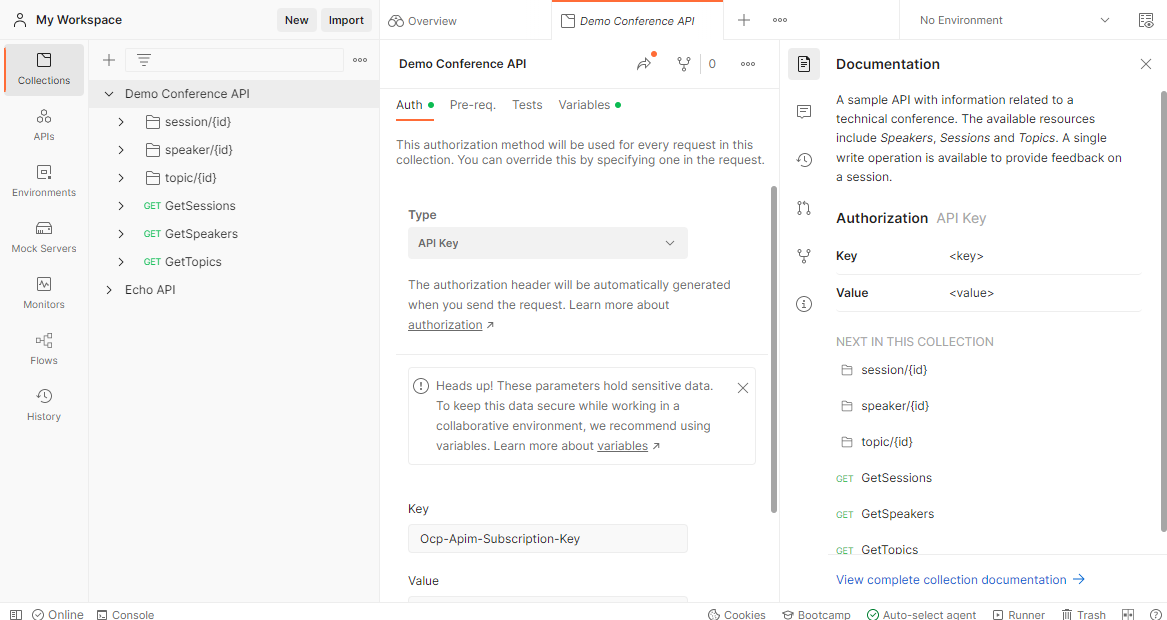 My Workspace
New
Import
Overview
Demo Conference API
No Environment
Collections
APIs
Environments
Mock Servers
Monitors
Flows
History
Demo Conference API
session/{id}
speaker/{id}
topic/{id}
GET GetSessions
GET GetSpeakers
GET GetTopics
Echo API
Demo Conference API
0
Auth
Pre-req.
Tests
Variables
This authorization method will be used for every request in this
collection. You can override this by specifying one in the request.
Type
API Key
The authorization header will be automatically generated
when you send the request. Learn more about
authorization ↗
Heads up! These parameters hold sensitive data.
To keep this data secure while working in a
collaborative environment, we recommend using
variables. Learn more about variables ↗
Key
Ocp-Apim-Subscription-Key
Value
Documentation
A sample API with information related to a
technical conference. The available resources
include Speakers, Sessions and Topics. A single
write operation is available to provide feedback on
a session.
Authorization API Key
Key <key>
Value <value>
NEXT IN THIS COLLECTION
session/{id}
speaker/{id}
topic/{id}
GET GetSessions
GET GetSpeakers
GET GetTopics
View complete collection documentation →
Online
Console
Cookies
Bootcamp
Auto-select agent
Runner
Trash